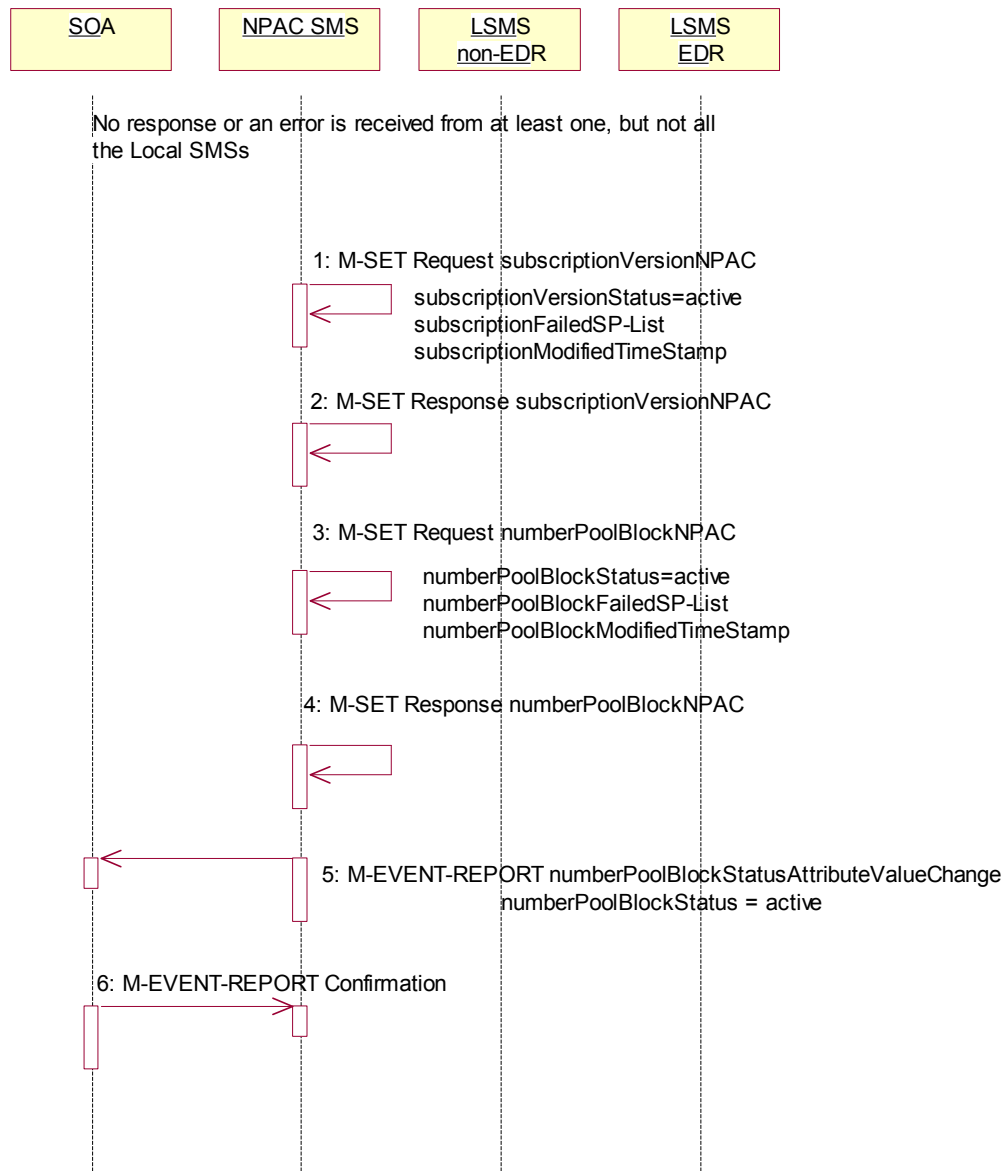 SOA
NPAC SMS
LSMS
non-EDR
LSMS
EDR
No response or an error is received from at least one, but not all
the Local SMSs
1: M-SET Request subscriptionVersionNPAC
subscriptionVersionStatus=active
subscriptionFailedSP-List
subscriptionModifiedTimeStamp
2: M-SET Response subscriptionVersionNPAC
3: M-SET Request numberPoolBlockNPAC
numberPoolBlockStatus=active
numberPoolBlockFailedSP-List
numberPoolBlockModifiedTimeStamp
4: M-SET Response numberPoolBlockNPAC
5: M-EVENT-REPORT numberPoolBlockStatusAttributeValueChange
numberPoolBlockStatus = active
6: M-EVENT-REPORT Confirmation